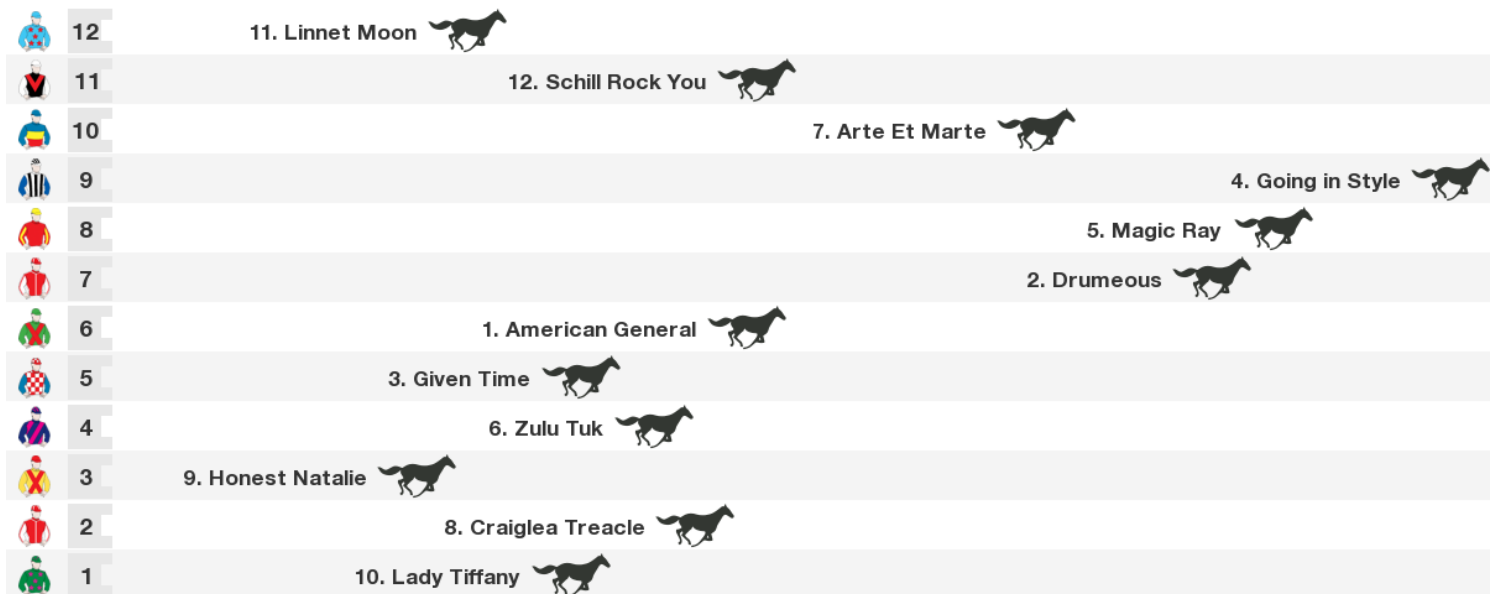 12 11. Linnet Moon
11 12. Schill Rock You
10 7. Arte Et Marte
9 4. Going in Style
8 5. Magic Ray
7 2. Drumeous
6 1. American General
5 3. Given Time
4 6. Zulu Tuk
3 9. Honest Natalie
2 8. Craiglea Treacle
1 10. Lady Tiffany